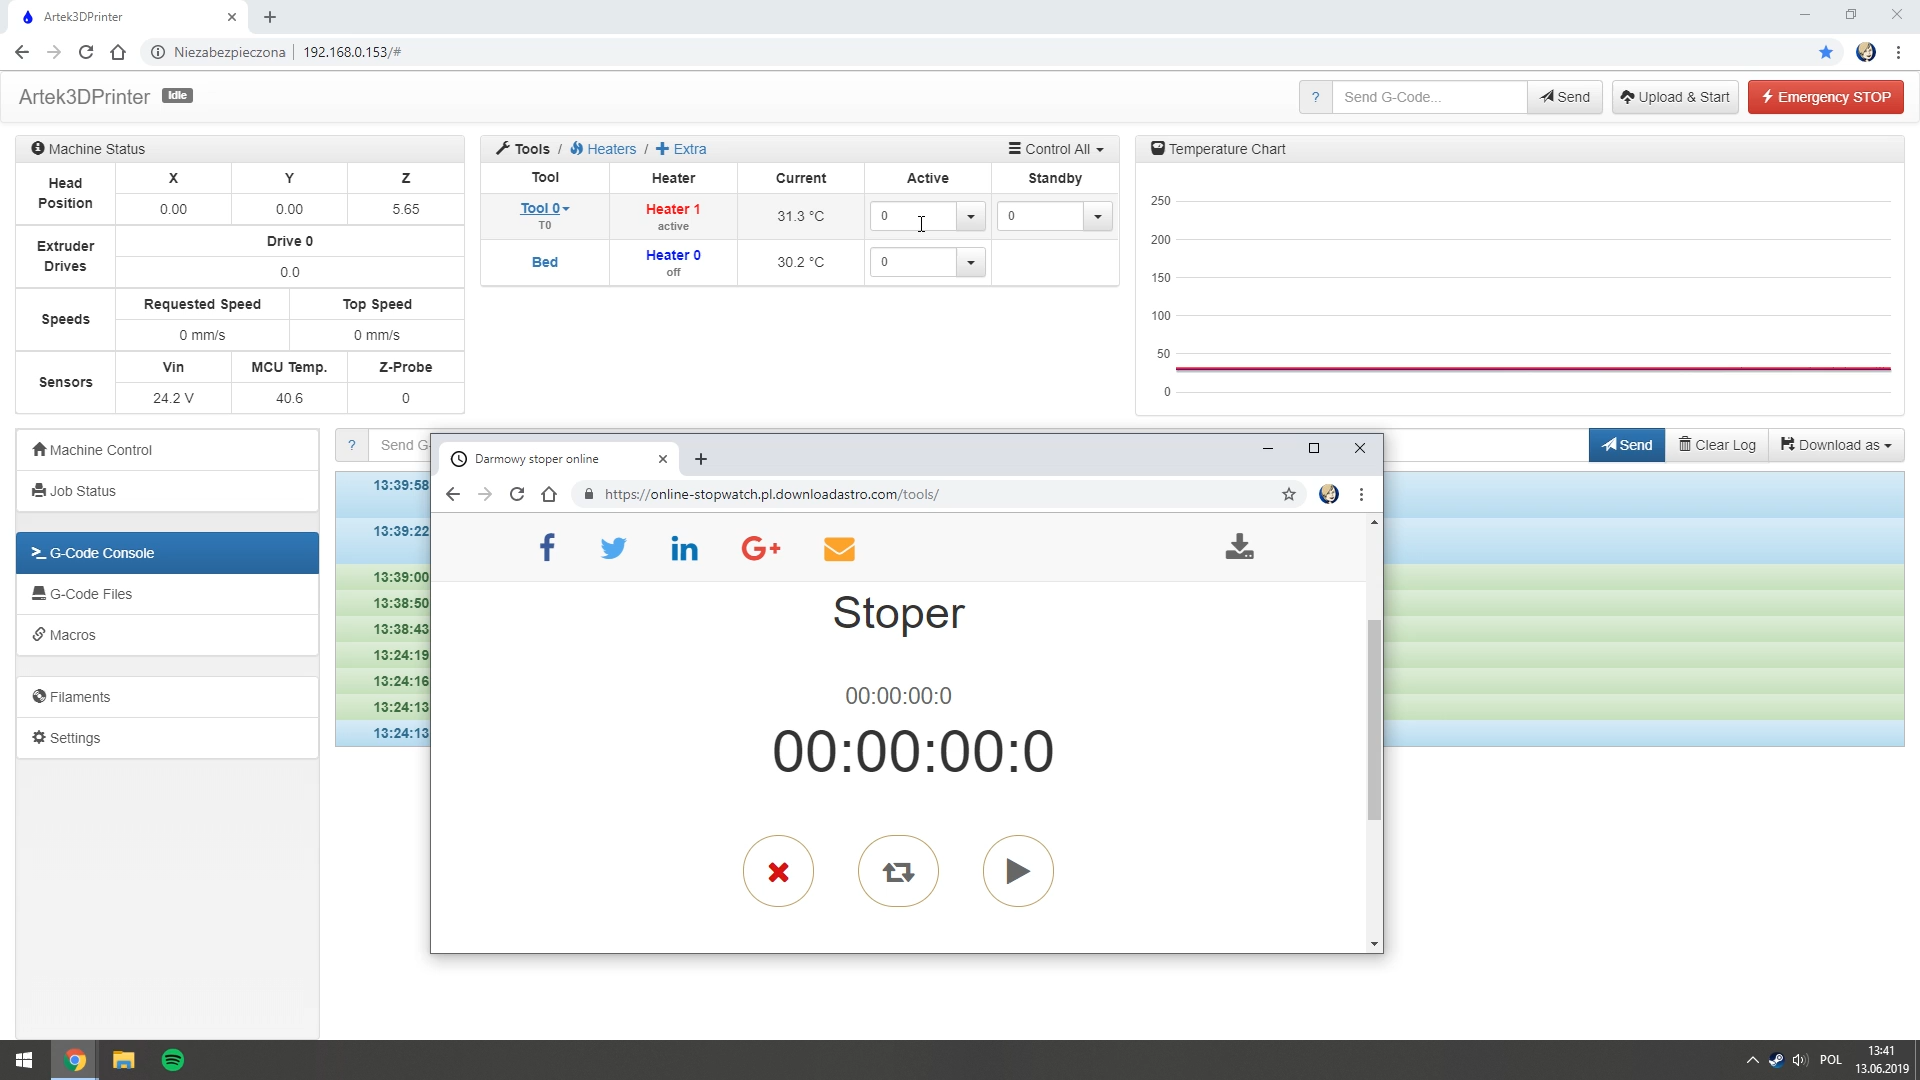 Artek3DPrinter
Niezabezpieczona 192.168.0.153/#
Artek3DPrinter Idle
? Send G-Code... Send Upload & Start Emergency STOP
Machine Status
Head Position X Y Z
0.00 0.00 5.65
Extruder Drives Drive 0
0.0
Speeds Requested Speed Top Speed
0 mm/s 0 mm/s
Sensors Vin MCU Temp. Z-Probe
24.2 V 40.6 0
Tools / Heaters / Extra Control All
Tool Heater Current Active Standby
Tool 0 Heater 1 31.3 °C 0 0
T0 active
Bed Heater 0 30.2 °C 0
off
Temperature Chart
250
200
150
100
50
0
Machine Control
Job Status
G-Code Console
G-Code Files
Macros
Filaments
Settings
? Send G- Send Clear Log Download as
13:39:58
13:39:22
13:39:00
13:38:50
13:38:43
13:24:19
13:24:16
13:24:13
13:24:13
Darmowy stoper online
https://online-stopwatch.pl.downloadastro.com/tools/
Stoper
00:00:00:0
00:00:00:0
POL
13:41
13.06.2019